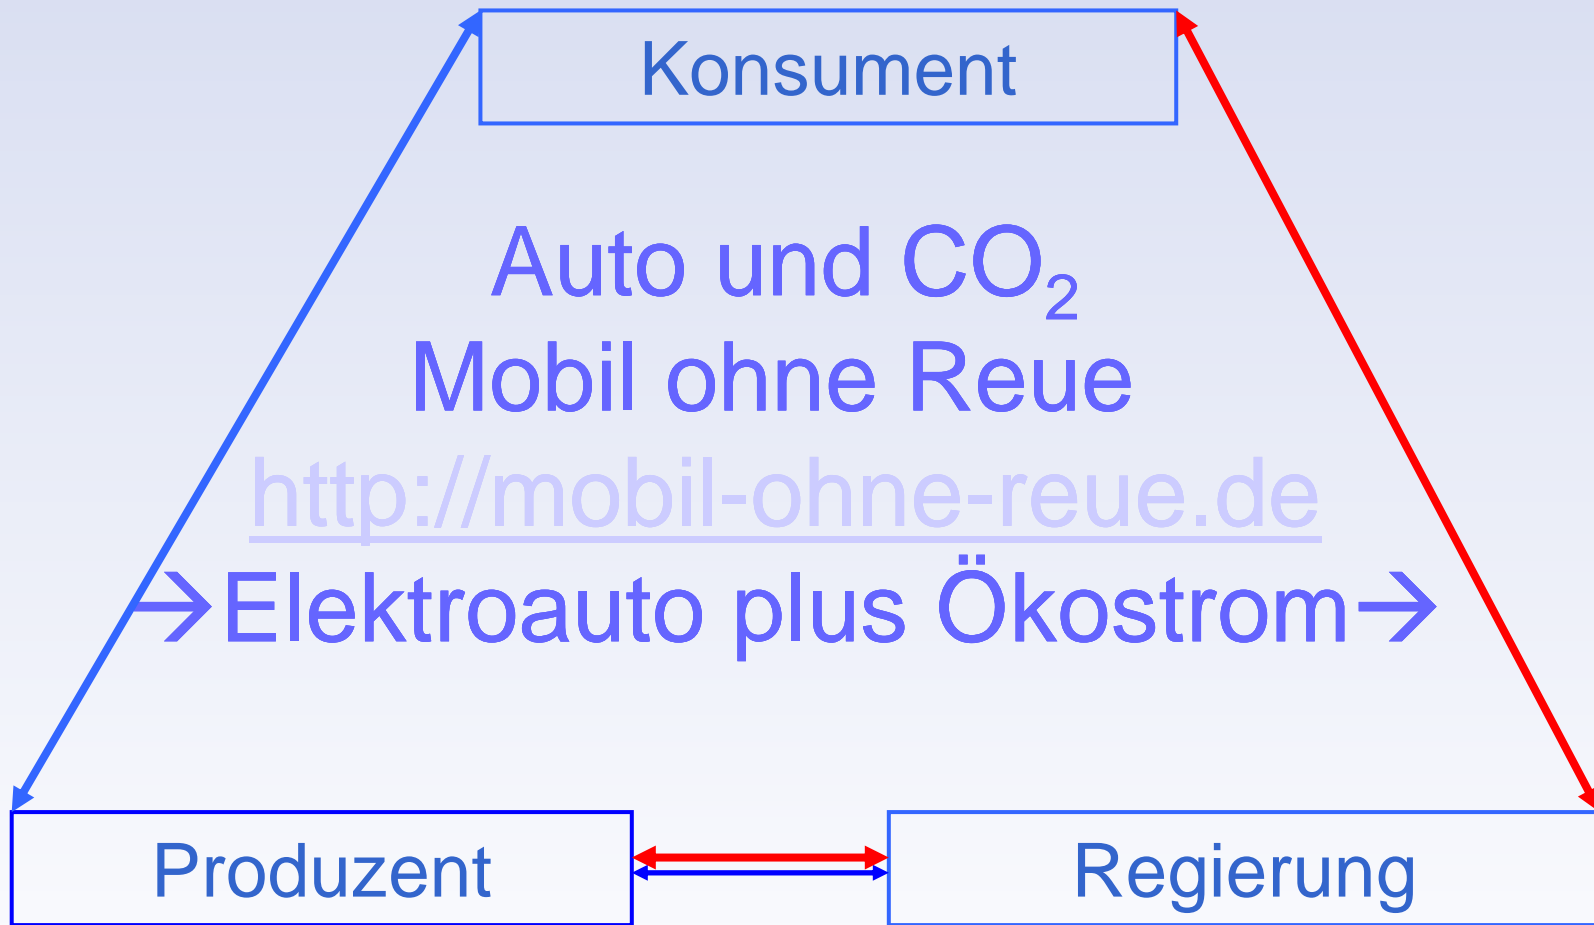 Konsument
Auto und CO₂
Mobil ohne Reue
http://mobil-ohne-reue.de
→Elektroauto plus Ökostrom→
Produzent
Regierung